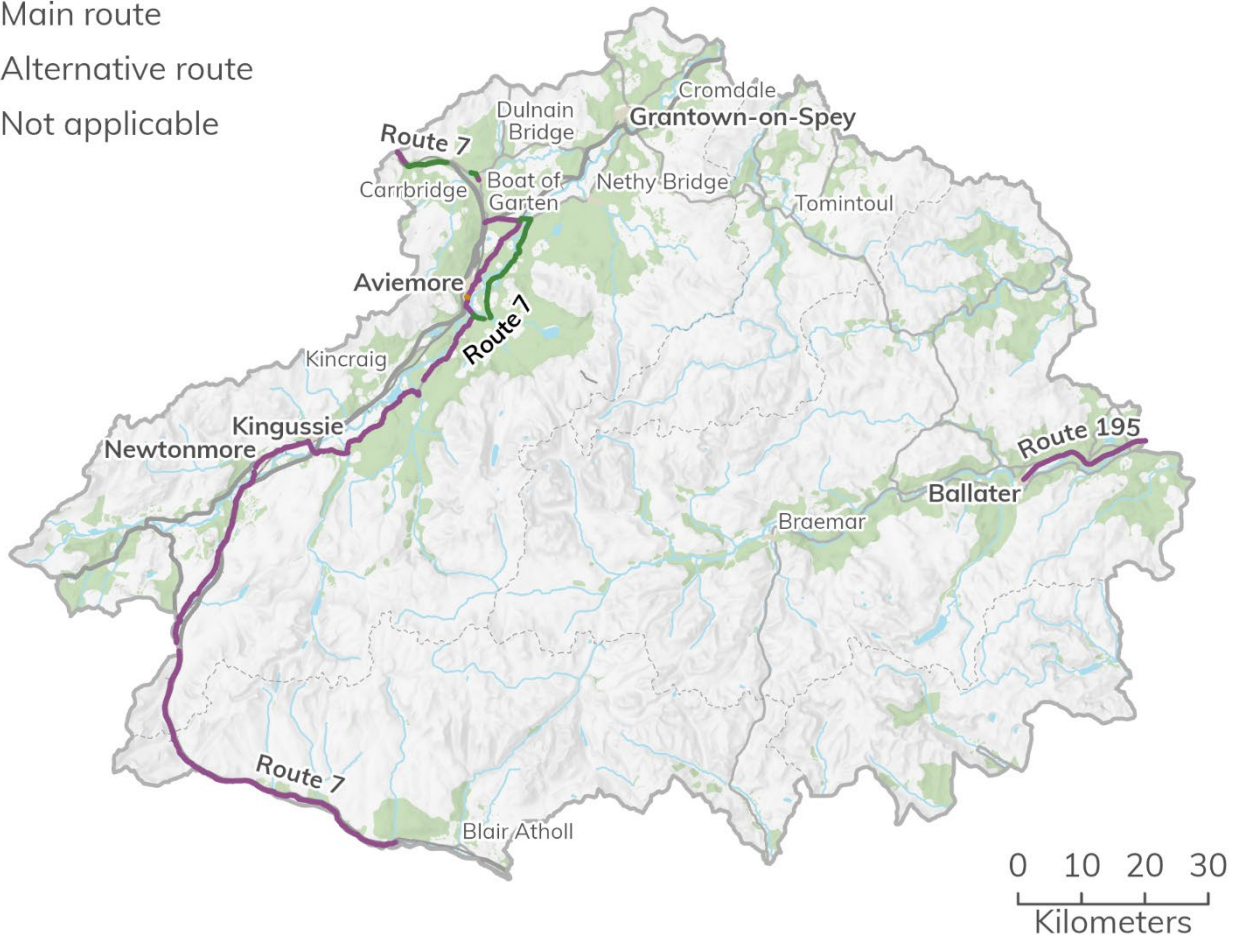 Main route
Alternative route
Not applicable
Cromdale
Dulnain
Bridge
Grantown-on-Spey
Route 7
Carrbridge
Boat of
Garten
Nethy Bridge
Tomintoul
Aviemore
Route 7
Kincraig
Kingussie
Newtonmore
Route 195
Ballater
Braemar
Route 7
Blair Atholl
0 10 20 30
Kilometers